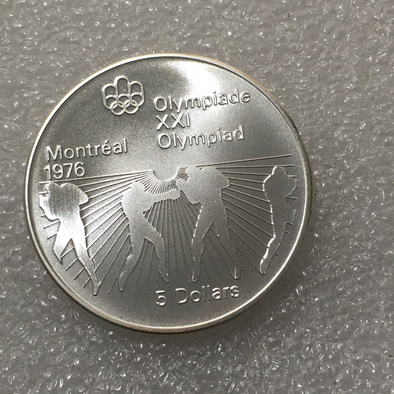 Olympiade
XXI
Olympiad
Montréal
1976
5 Dollars